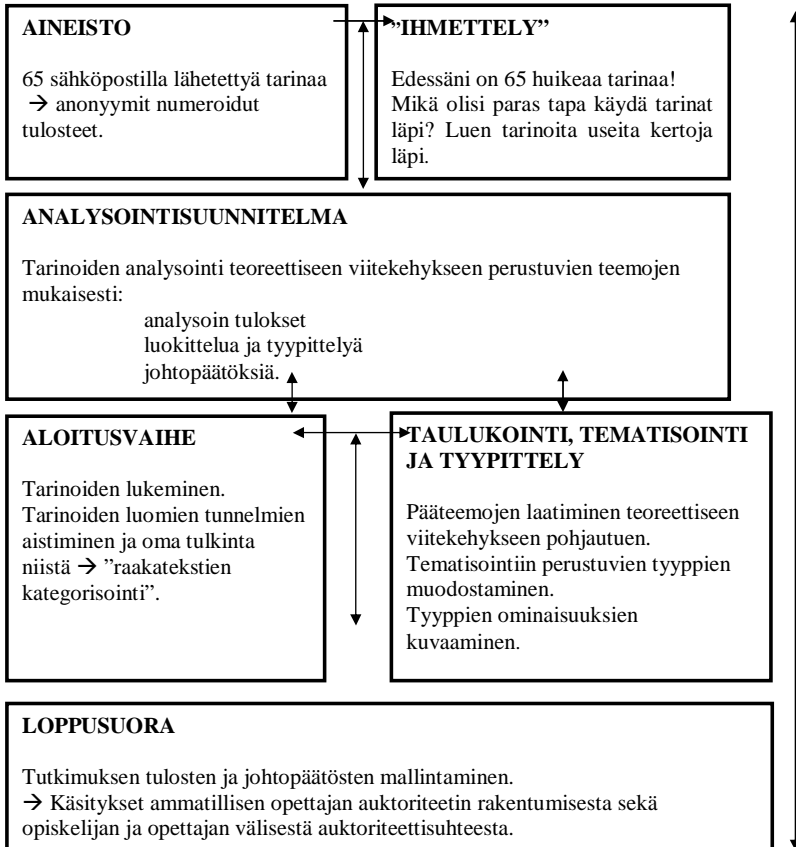 AINEISTO
65 sähköpostilla lähetettyä tarinaa
→ anonyymit numeroidut
tulosteet.
”IHMETTELY”
Edessäni on 65 huikeaa tarinaa!
Mikä olisi paras tapa käydä tarinat
läpi? Luen tarinoita useita kertoja
läpi.
ANALYSOINTISUUNNITELMA
Tarinoiden analysointi teoreettiseen viitekehykseen perustuvien teemojen
mukaisesti:
analysoin tulokset
luokittelua ja tyypittelyä
johtopäätöksiä.
ALOITUSVAIHE
Tarinoiden lukeminen.
Tarinoiden luomien tunnelmien
aistiminen ja oma tulkinta
niistä → ”raakatekstien
kategorisointi”.
TAULUKOINTI, TEMATISOINTI
JA TYYPITTELY
Pääteemojen laatiminen teoreettiseen
viitekehykseen pohjautuen.
Tematisointiin perustuvien tyyppien
muodostaminen.
Tyyppien ominaisuuksien
kuvaaminen.
LOPPUSUORA
Tutkimuksen tulosten ja johtopäätösten mallintaminen.
→ Käsitykset ammatillisen opettajan auktoriteetin rakentumisesta sekä
opiskelijan ja opettajan välisestä auktoriteettisuhteesta.